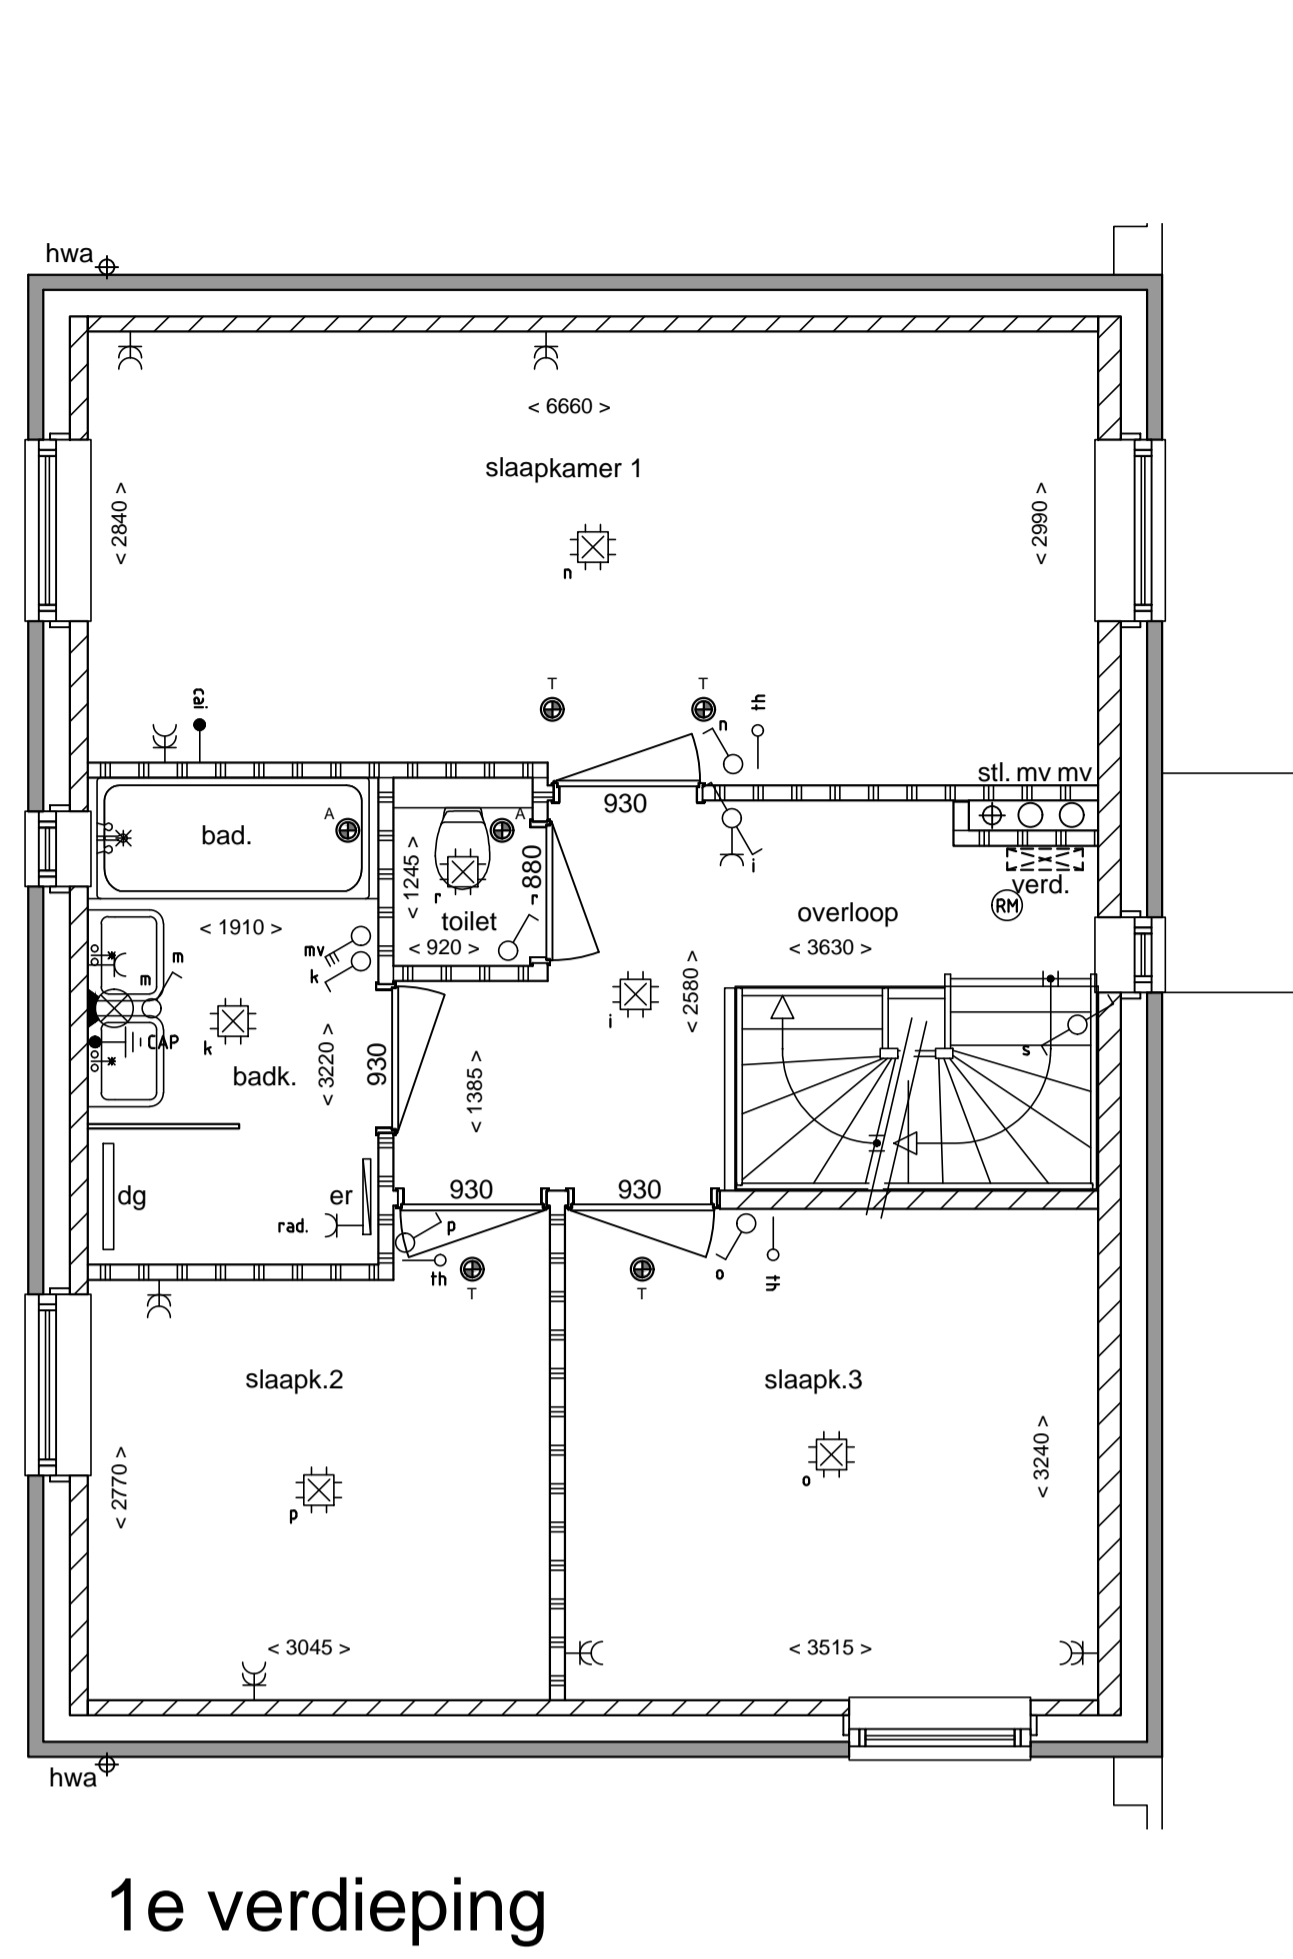 hwa
< 6660 >
slaapkamer 1
< 2840 >
< 2990 >
n
cai
T
T
n
th
stl. mv mv
930
A
bad.
A
< 1245 >
880
i
verd.
r
r
toilet
RM
overloop
< 1910 >
< 920 >
< 3630 >
mv
k
m
m
< 2580 >
i
CAP
k
s
badk.
< 3220 >
930
< 1385 >
dg
er
930
930
rad.
p
th
o
th
T
T
slaapk.2
slaapk.3
< 2770 >
< 3240 >
p
o
< 3045 >
< 3515 >
hwa
1e verdieping